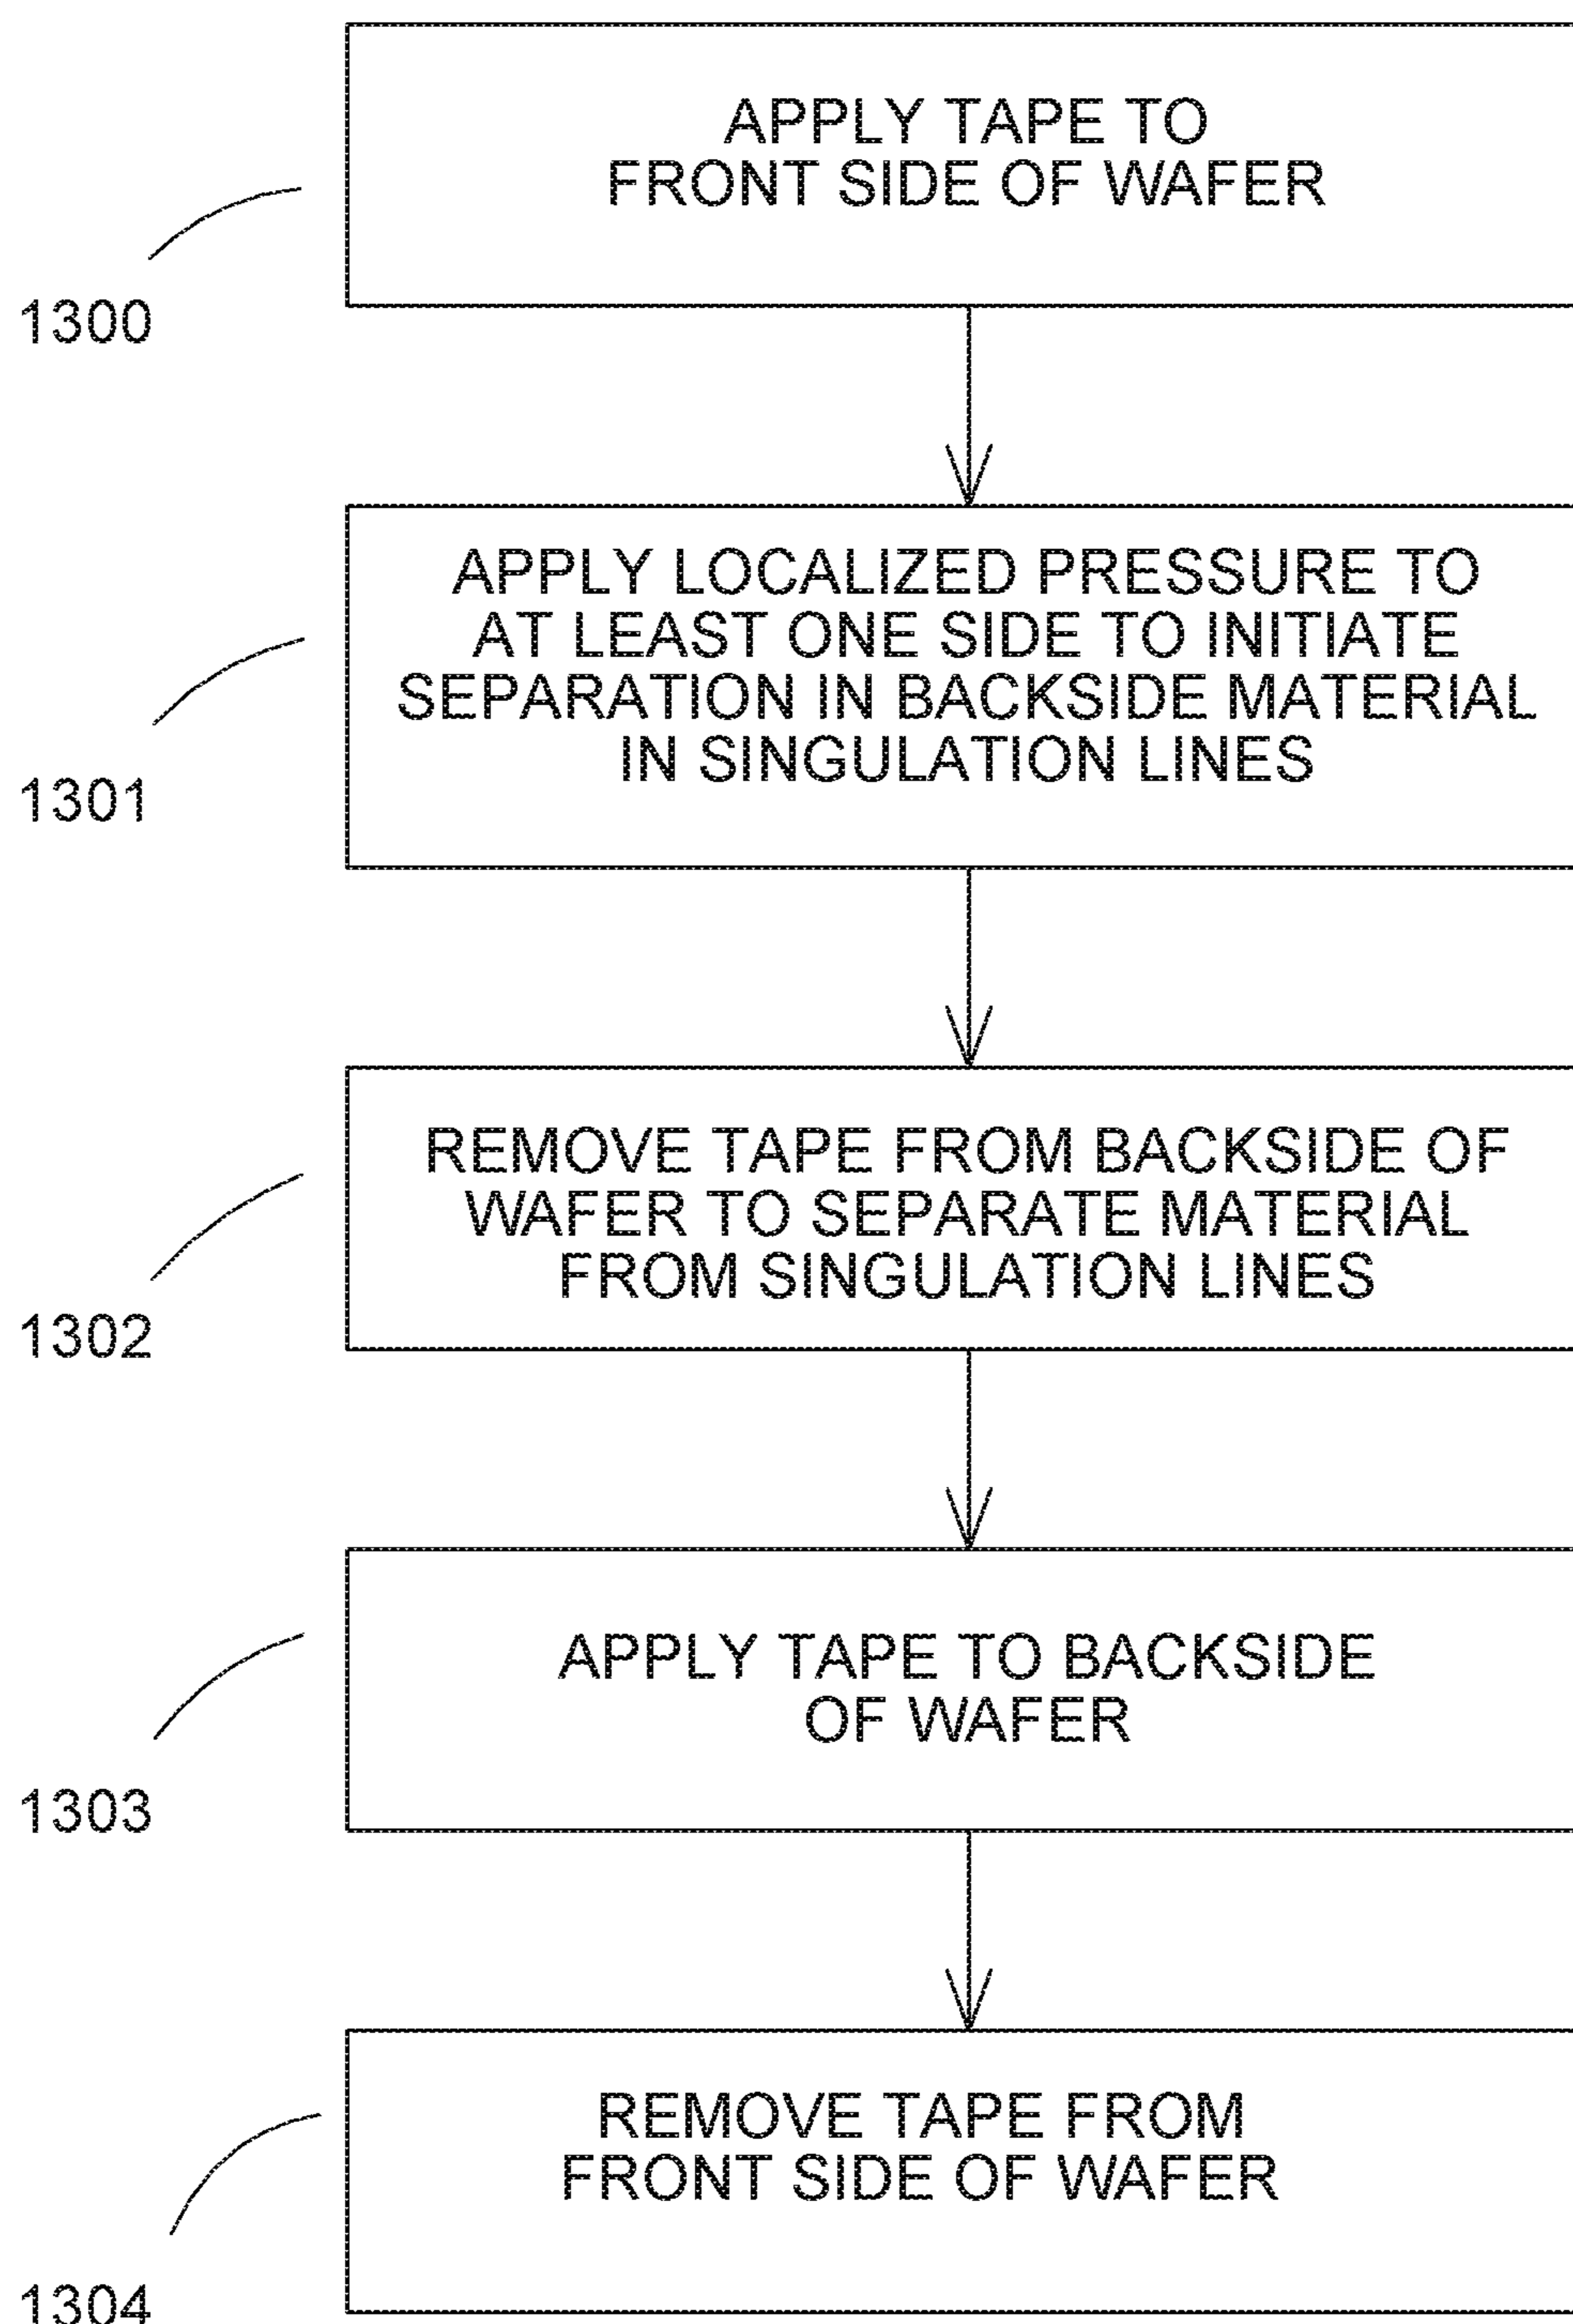 APPLY TAPE TO
FRONT SIDE OF WAFER
1300
APPLY LOCALIZED PRESSURE TO
AT LEAST ONE SIDE TO INITIATE
SEPARATION IN BACKSIDE MATERIAL
IN SINGULATION LINES
1301
REMOVE TAPE FROM BACKSIDE OF
WAFER TO SEPARATE MATERIAL
FROM SINGULATION LINES
1302
APPLY TAPE TO BACKSIDE
OF WAFER
1303
REMOVE TAPE FROM
FRONT SIDE OF WAFER
1304